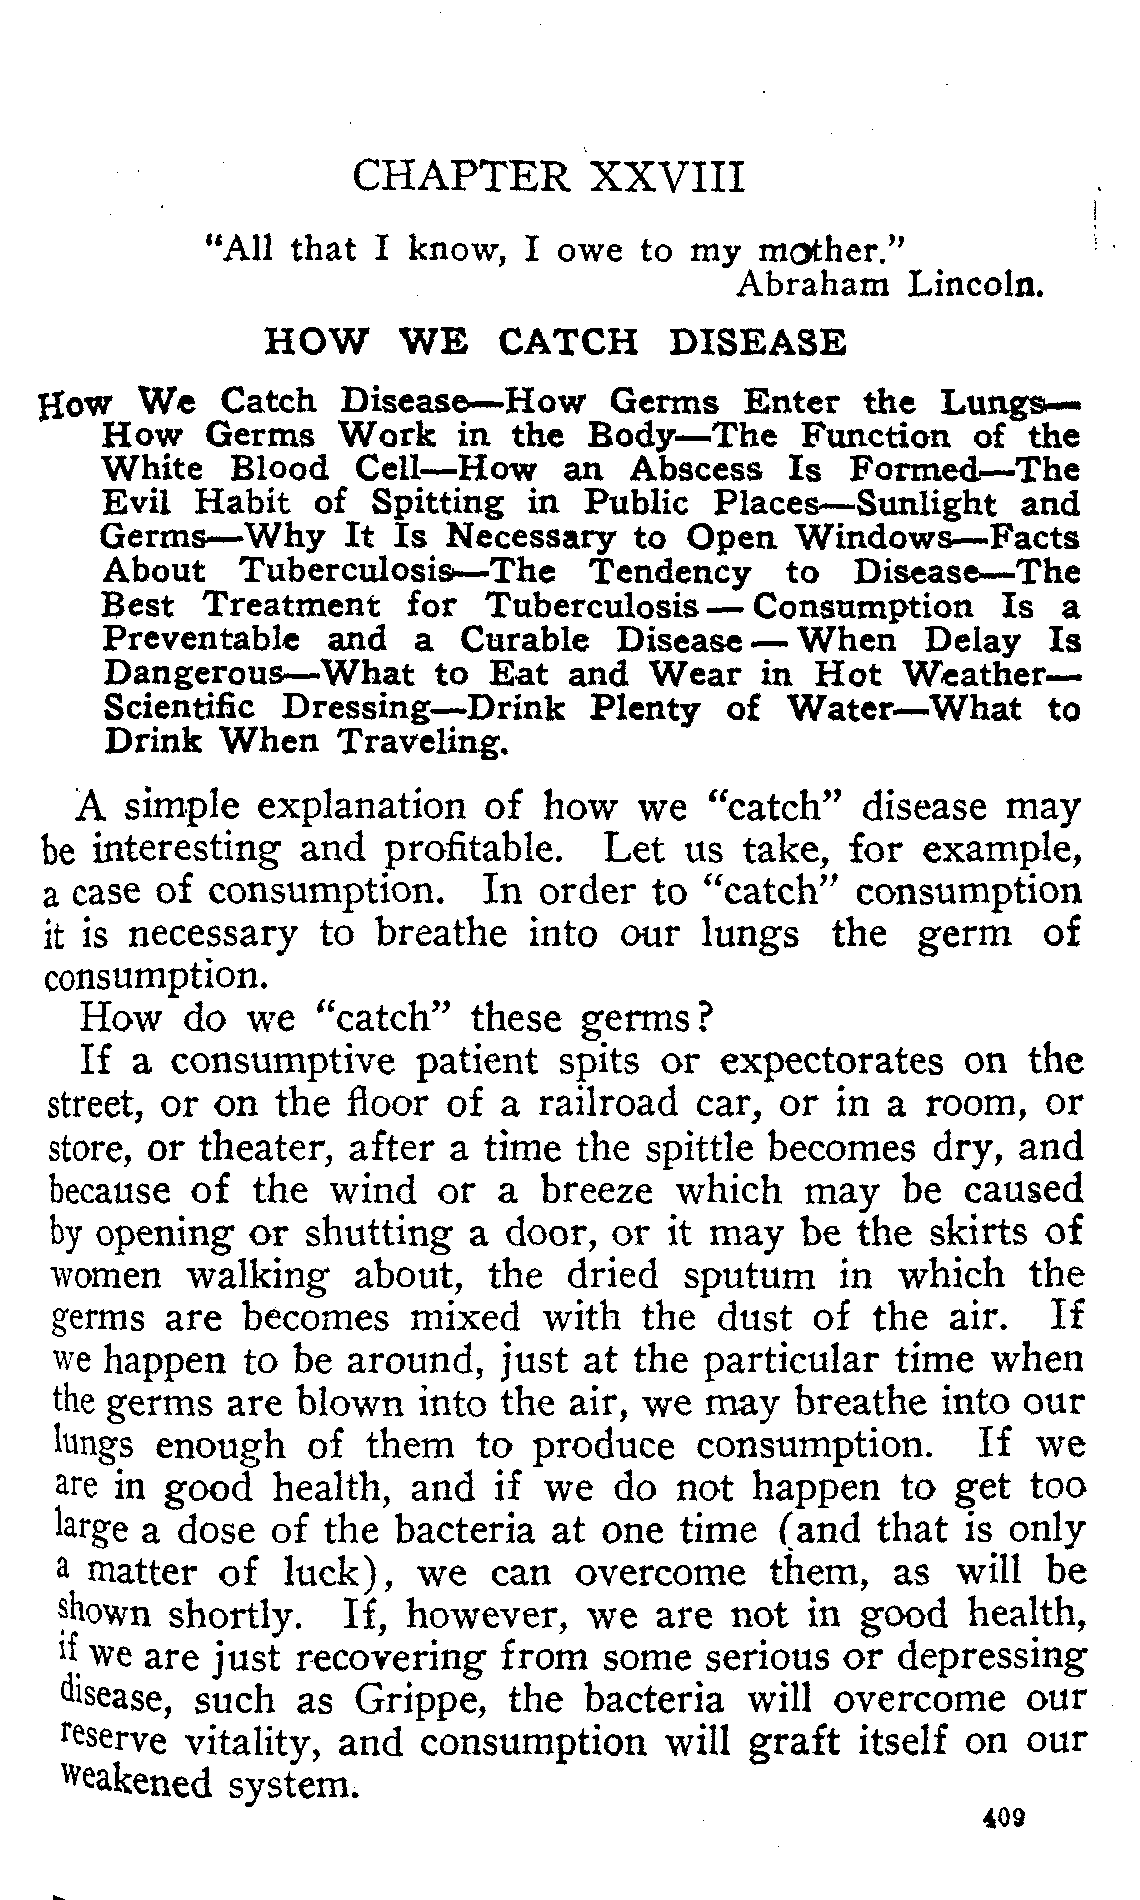 CHAPTER XXVIII
"All that I know, I owe to my mother."
Abraham Lincoln.
HOW WE CATCH DISEASE
How We Catch Disease—How Germs Enter the Lungs—
How Germs Work in the Body—The Function of the
White Blood Cell—How an Abscess Is Formed—The
Evil Habit of Spitting in Public Places—Sunlight and
Germs—Why It Is Necessary to Open Windows—Facts
About Tuberculosis—The Tendency to Disease—The
Best Treatment for Tuberculosis — Consumption Is a
Preventable and a Curable Disease — When Delay Is
Dangerous—What to Eat and Wear in Hot Weather—
Scientific Dressing—Drink Plenty of Water—What to
Drink When Traveling.
A simple explanation of how we "catch" disease may
be interesting and profitable. Let us take, for example,
a case of consumption. In order to "catch" consumption
it is necessary to breathe into our lungs the germ of
consumption.
How do we "catch" these germs?
If a consumptive patient spits or expectorates on the
street, or on the floor of a railroad car, or in a room, or
store, or theater, after a time the spittle becomes dry, and
because of the wind or a breeze which may be caused
by opening or shutting a door, or it may be the skirts of
women walking about, the dried sputum in which the
germs are becomes mixed with the dust of the air. If
we happen to be around, just at the particular time when
the germs are blown into the air, we may breathe into our
lungs enough of them to produce consumption. If we
are in good health, and if we do not happen to get too
large a dose of the bacteria at one time (and that is only
a matter of luck), we can overcome them, as will be
shown shortly. If, however, we are not in good health,
if we are just recovering from some serious or depressing
disease, such as Grippe, the bacteria will overcome our
reserve vitality, and consumption will graft itself on our
weakened system.
409